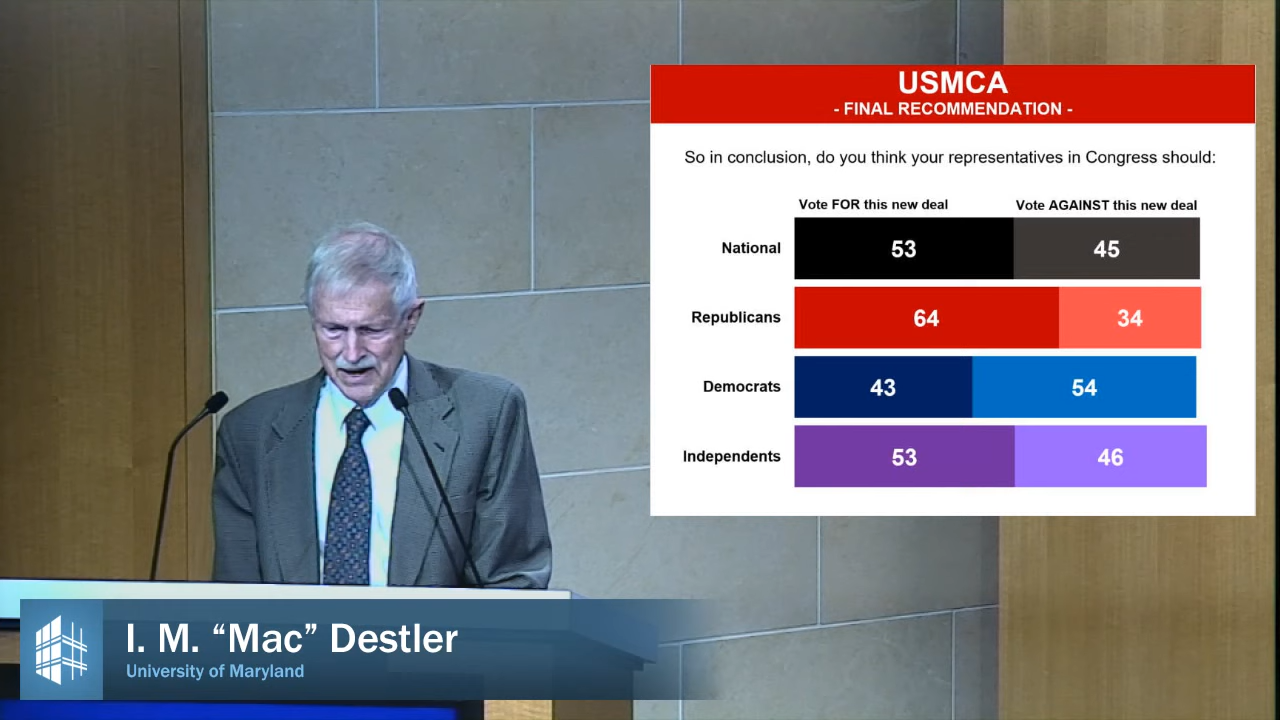 USMCA
- FINAL RECOMMENDATION -
So in conclusion, do you think your representatives in Congress should:
Vote FOR this new deal Vote AGAINST this new deal
National 53 45
Republicans 64 34
Democrats 43 54
Independents 53 46
I. M. “Mac” Destler
University of Maryland